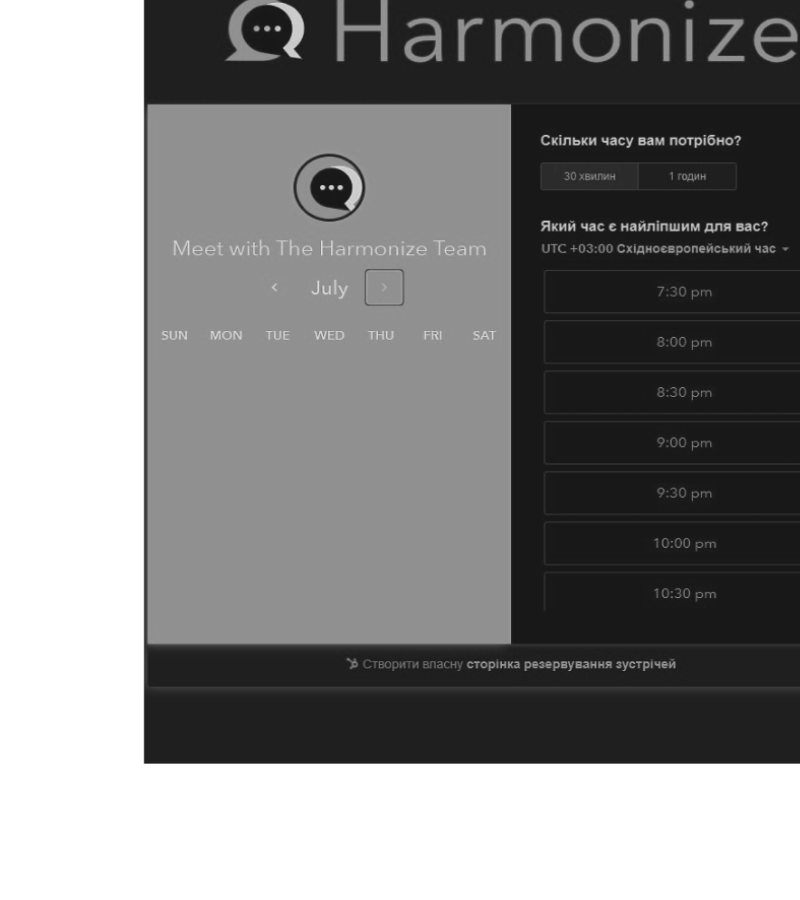 Harmonize
Meet with The Harmonize Team
July
SUN MON TUE WED THU FRI SAT
Скільки часу вам потрібно?
30 хвилин 1 годин
Який час є найліпшим для вас?
UTC +03:00 Східноєвропейський час
7:30 pm
8:00 pm
8:30 pm
9:00 pm
9:30 pm
10:00 pm
10:30 pm
Створити власну сторінка резервування зустрічей